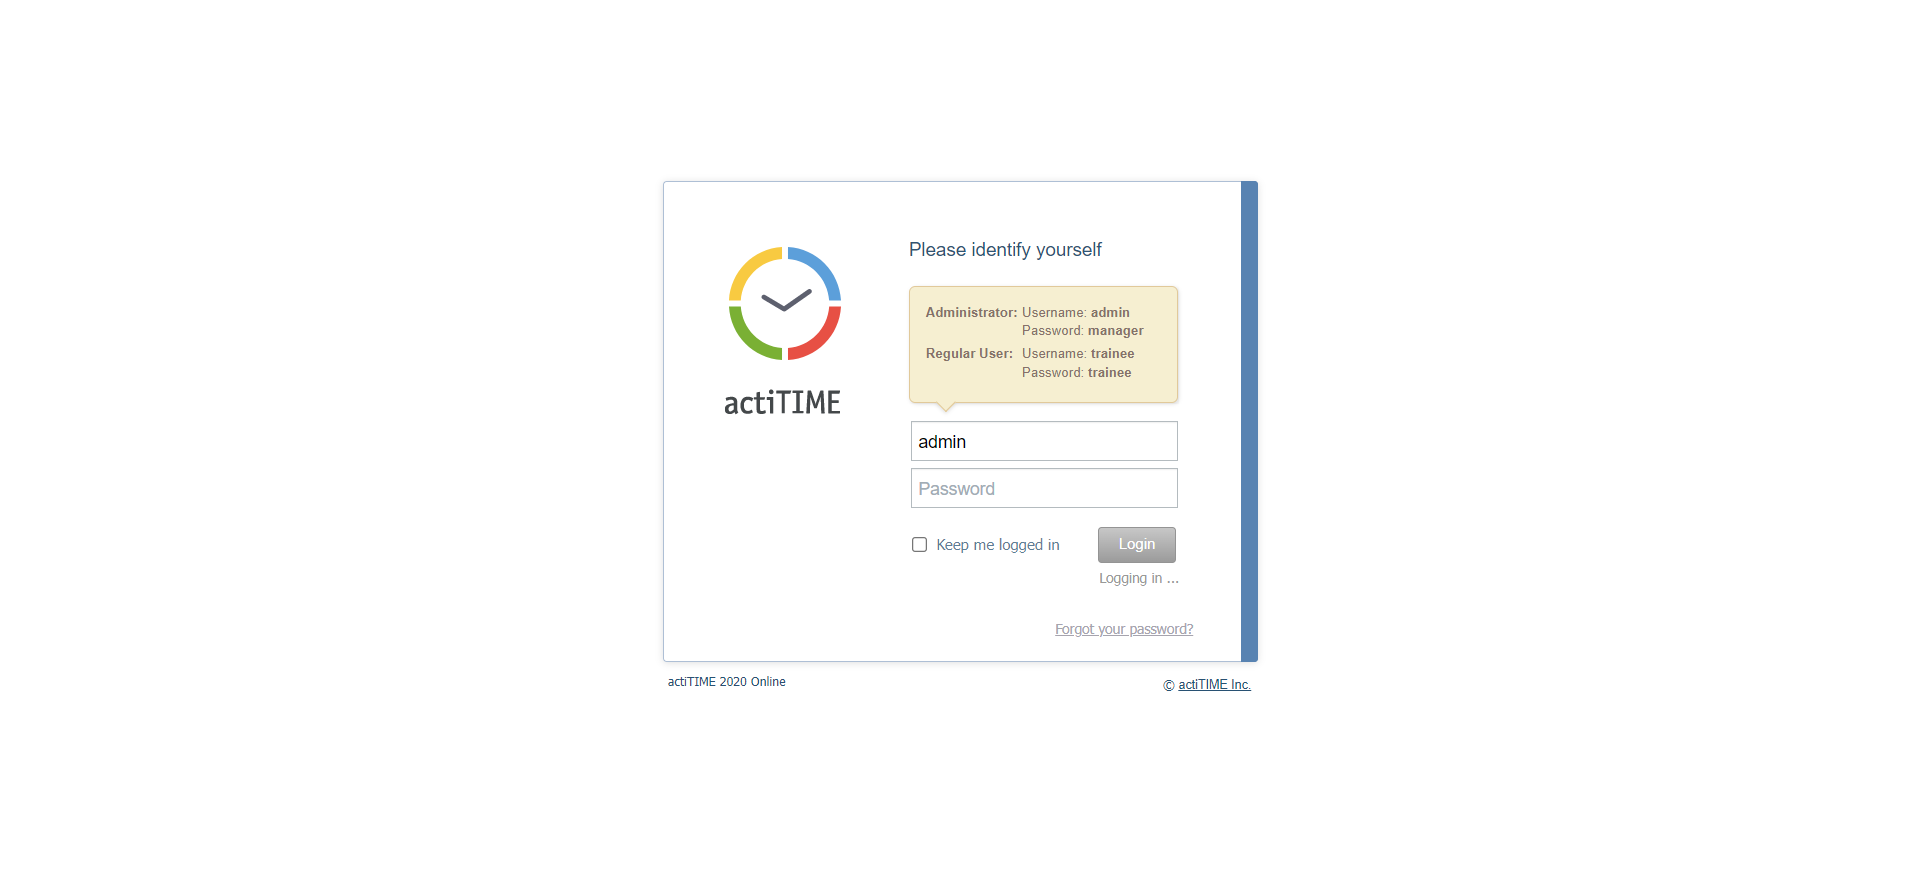 Please identify yourself
Administrator: Username: admin
Password: manager
Regular User: Username: trainee
Password: trainee
actiTIME
admin
Password
Keep me logged in
Login
Logging in ...
Forgot your password?
actiTIME 2020 Online
© actiTIME Inc.